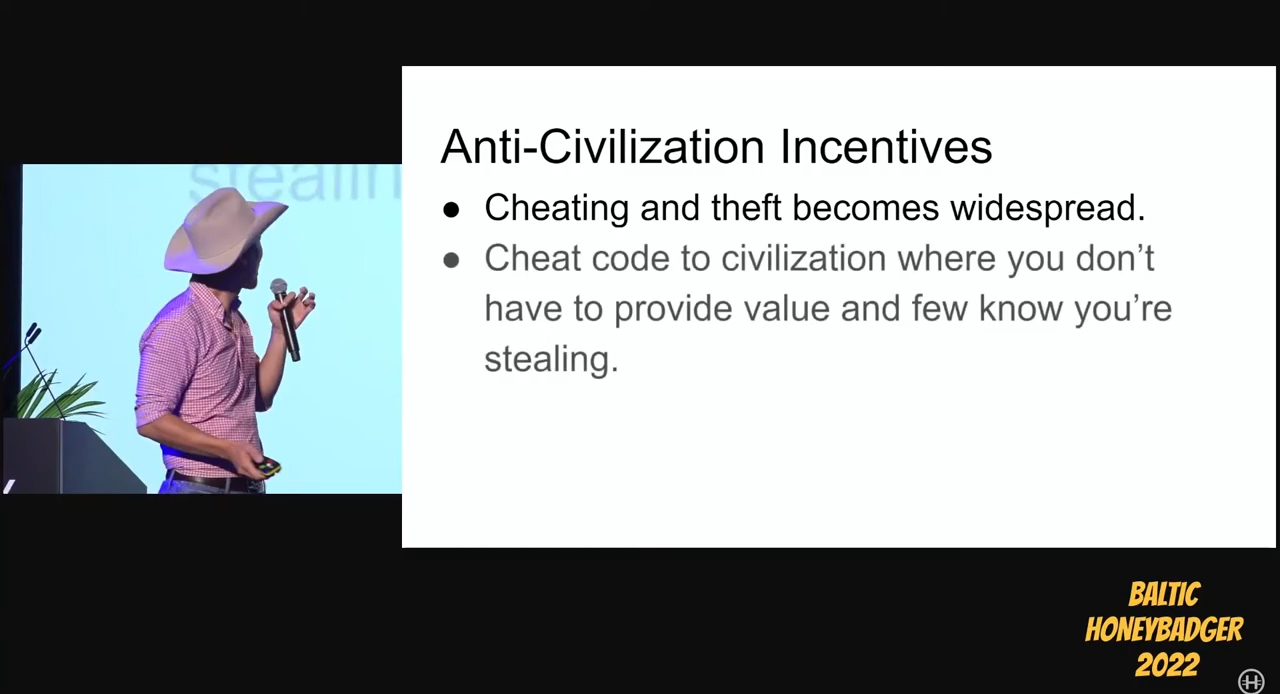 stealin
Anti-Civilization Incentives
● Cheating and theft becomes widespread.
● Cheat code to civilization where you don't
have to provide value and few know you're
stealing.
BALTIC
HONEYBADGER
2022